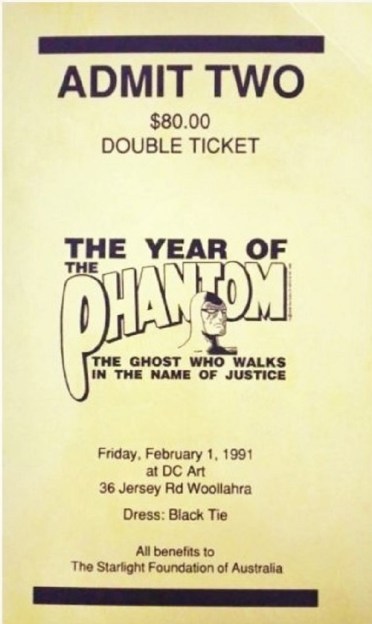 ADMIT TWO
$80.00
DOUBLE TICKET
THE YEAR OF
THE
PHANTOM
THE GHOST WHO WALKS
IN THE NAME OF JUSTICE
Friday, February 1, 1991
at DC Art
36 Jersey Rd Woollahra
Dress: Black Tie
All benefits to
The Starlight Foundation of Australia